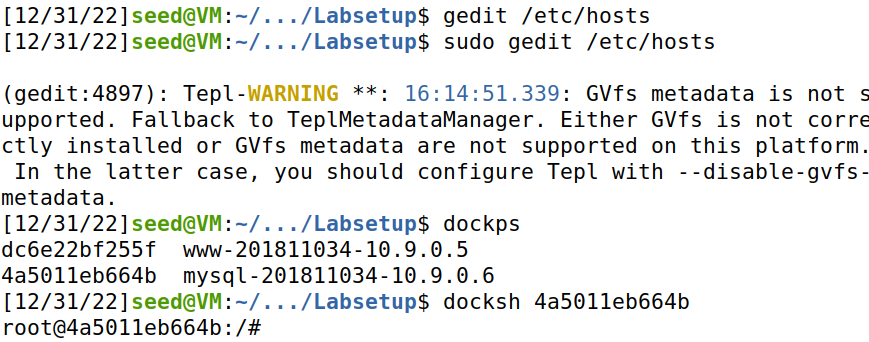 [12/31/22]seed@VM:~/.../Labsetup$ gedit /etc/hosts
[12/31/22]seed@VM:~/.../Labsetup$ sudo gedit /etc/hosts
(gedit:4897): Tepl-WARNING **: 16:14:51.339: GVfs metadata is not s
upported. Fallback to TeplMetadataManager. Either GVfs is not corre
ctly installed or GVfs metadata are not supported on this platform.
 In the latter case, you should configure Tepl with --disable-gvfs-
metadata.
[12/31/22]seed@VM:~/.../Labsetup$ dockps
dc6e22bf255f  www-201811034-10.9.0.5
4a5011eb664b  mysql-201811034-10.9.0.6
[12/31/22]seed@VM:~/.../Labsetup$ docksh 4a5011eb664b
root@4a5011eb664b:/#